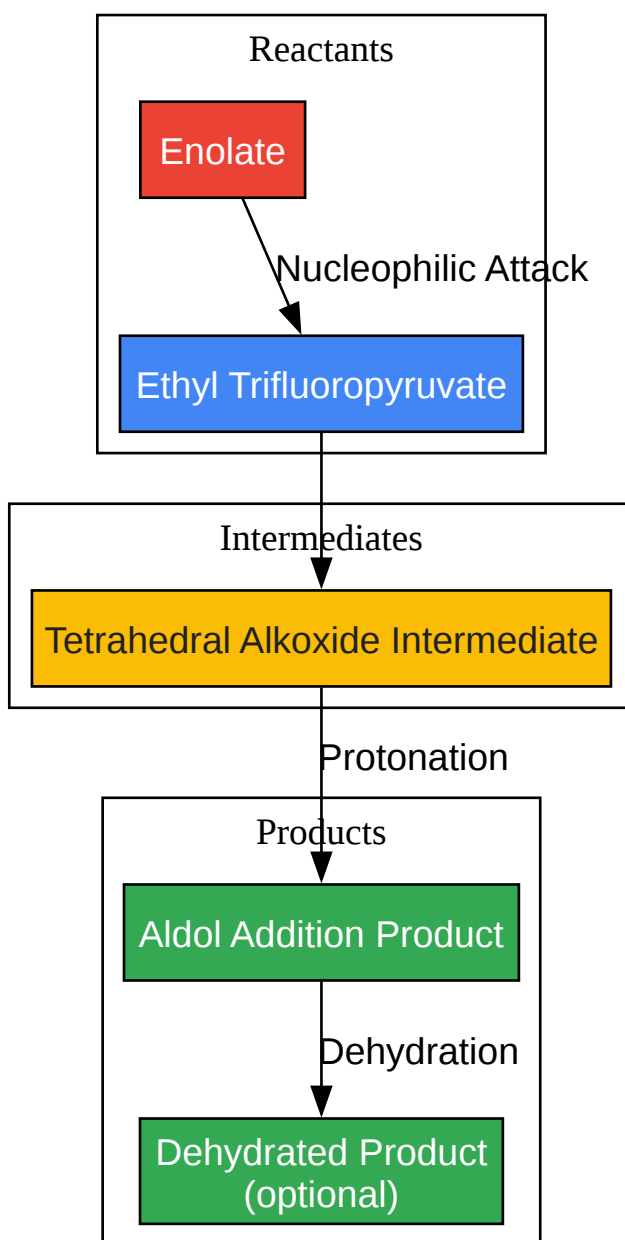 Reactants
Enolate
Nucleophilic Attack
Ethyl Trifluoropyruvate
Intermediates
Tetrahedral Alkoxide Intermediate
Protonation
Products
Aldol Addition Product
Dehydration
Dehydrated Product
(optional)